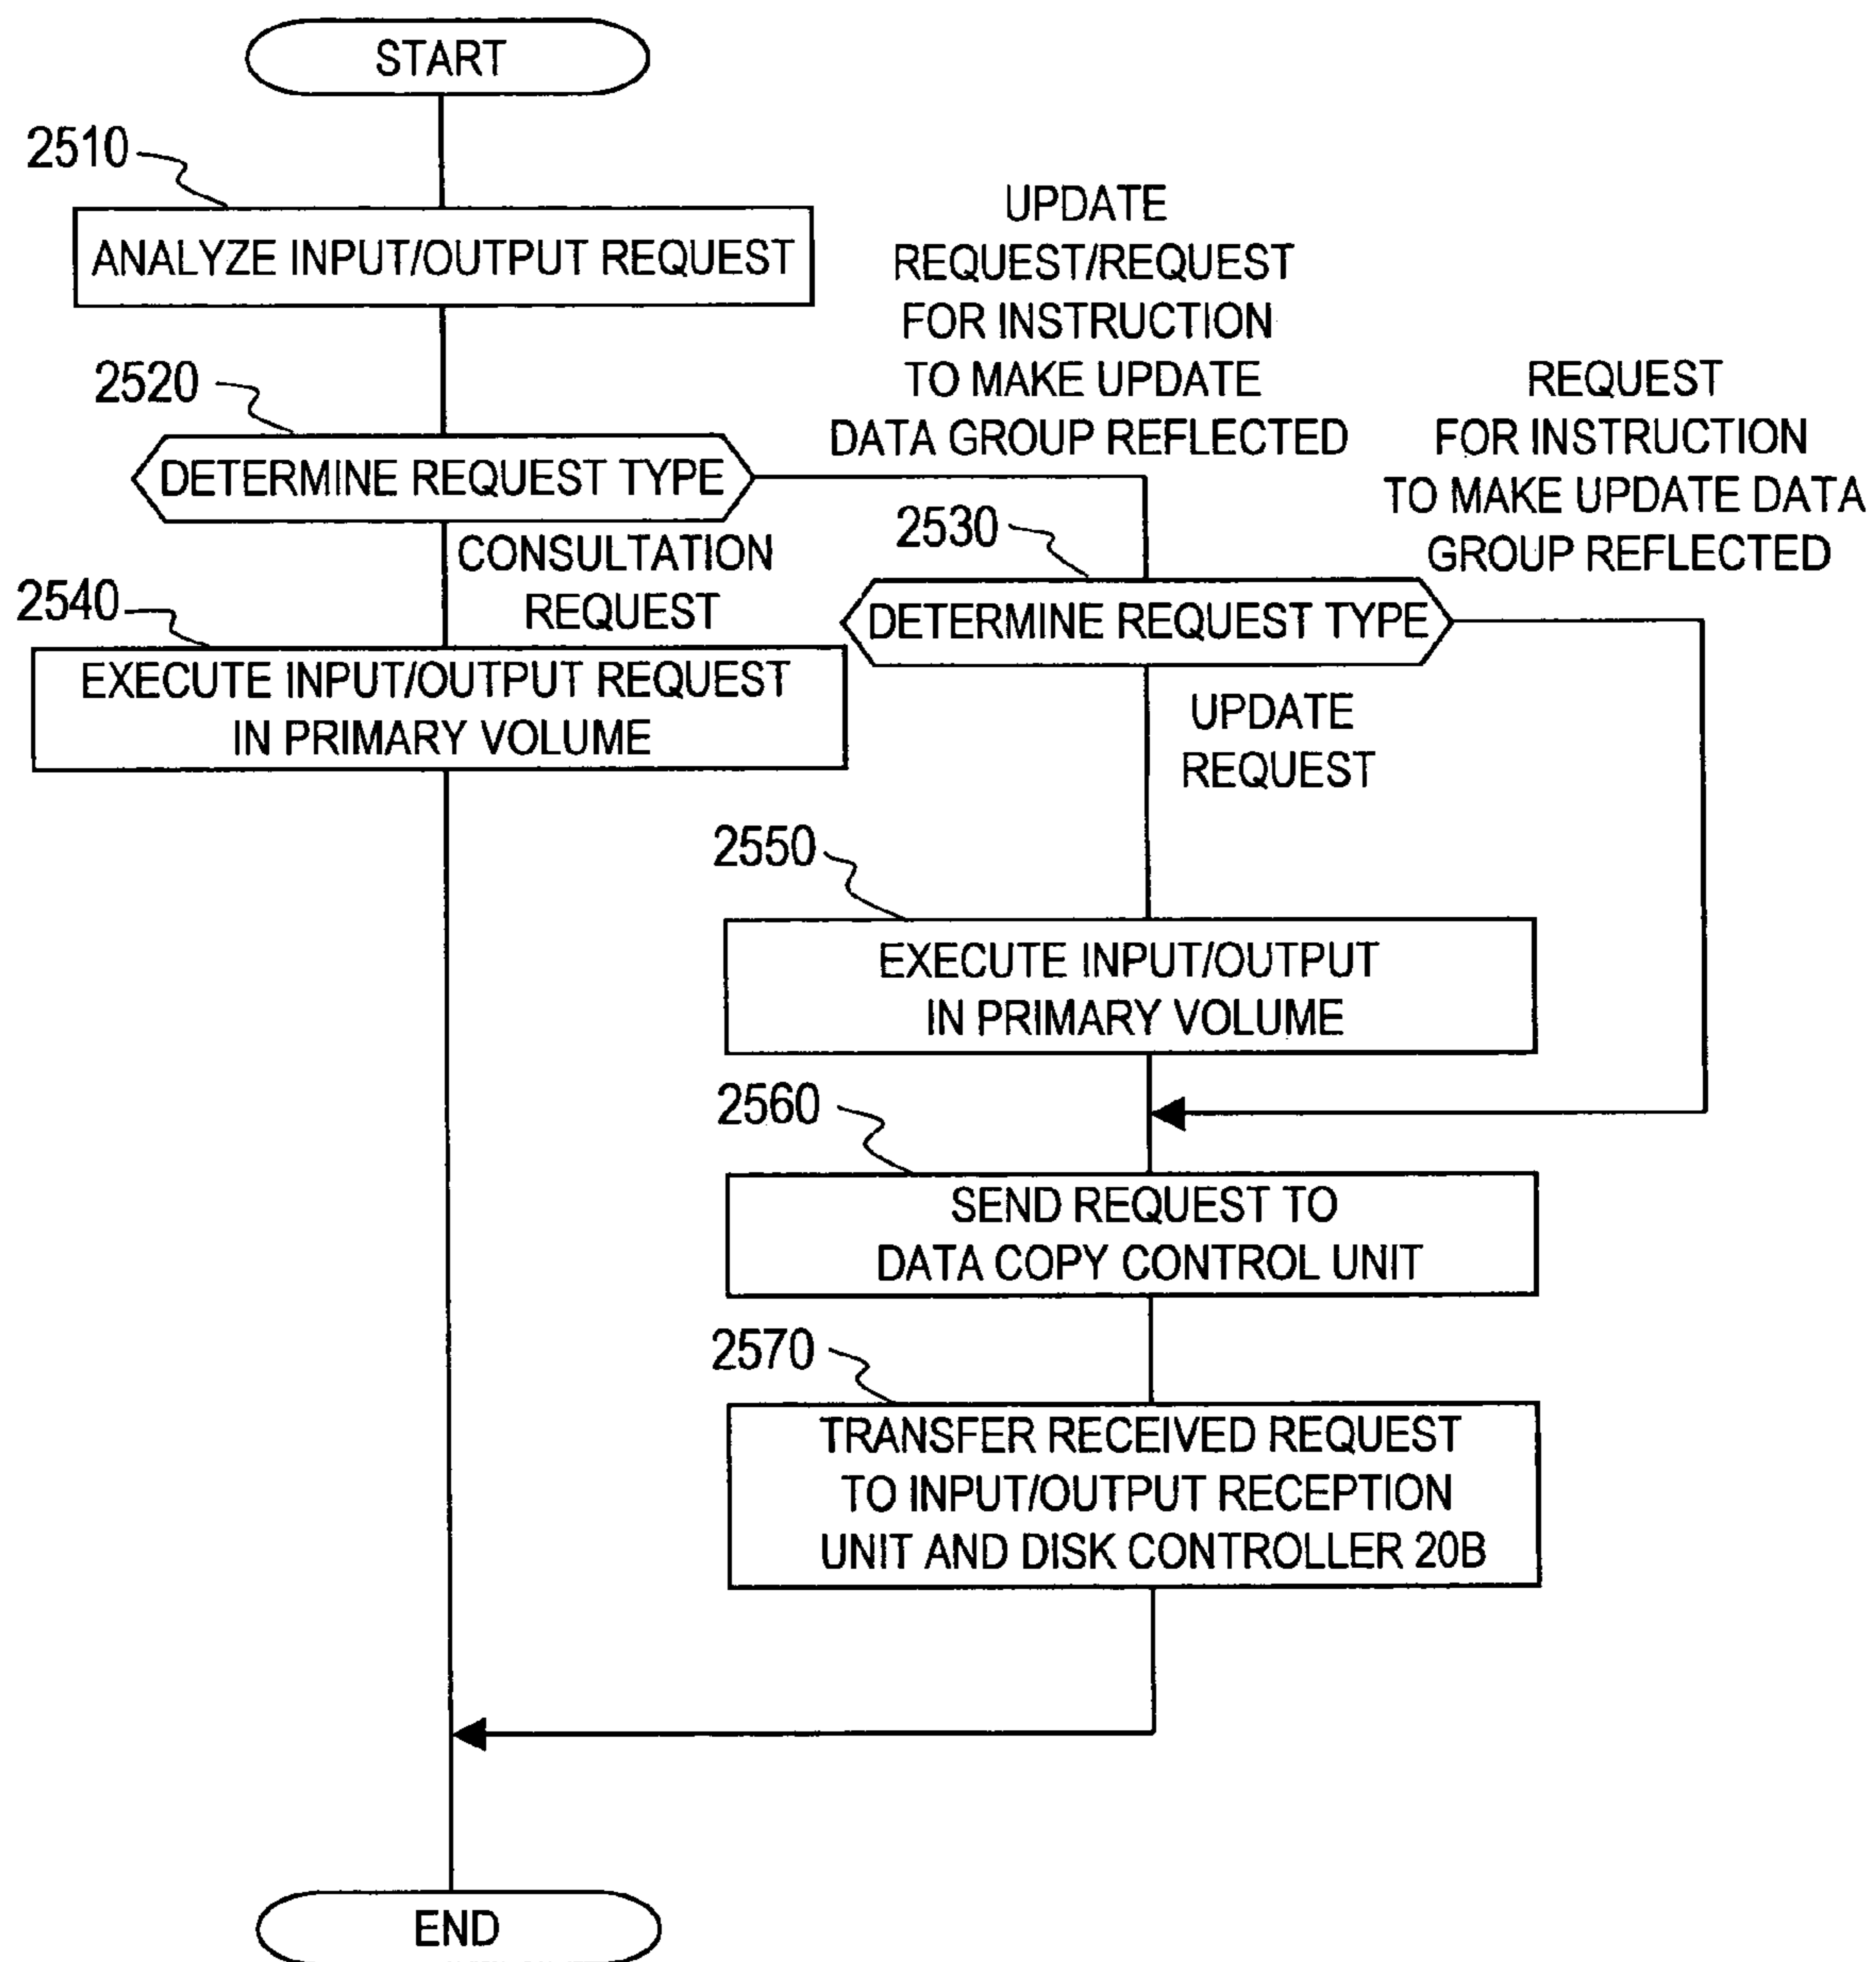 START
2510
ANALYZE INPUT/OUTPUT REQUEST
UPDATE
REQUEST/REQUEST
FOR INSTRUCTION
TO MAKE UPDATE
DATA GROUP REFLECTED
2520
DETERMINE REQUEST TYPE
REQUEST
FOR INSTRUCTION
TO MAKE UPDATE DATA
GROUP REFLECTED
CONSULTATION
REQUEST
2530
DETERMINE REQUEST TYPE
2540
EXECUTE INPUT/OUTPUT REQUEST
IN PRIMARY VOLUME
UPDATE
REQUEST
2550
EXECUTE INPUT/OUTPUT
IN PRIMARY VOLUME
2560
SEND REQUEST TO
DATA COPY CONTROL UNIT
2570
TRANSFER RECEIVED REQUEST
TO INPUT/OUTPUT RECEPTION
UNIT AND DISK CONTROLLER 20B
END